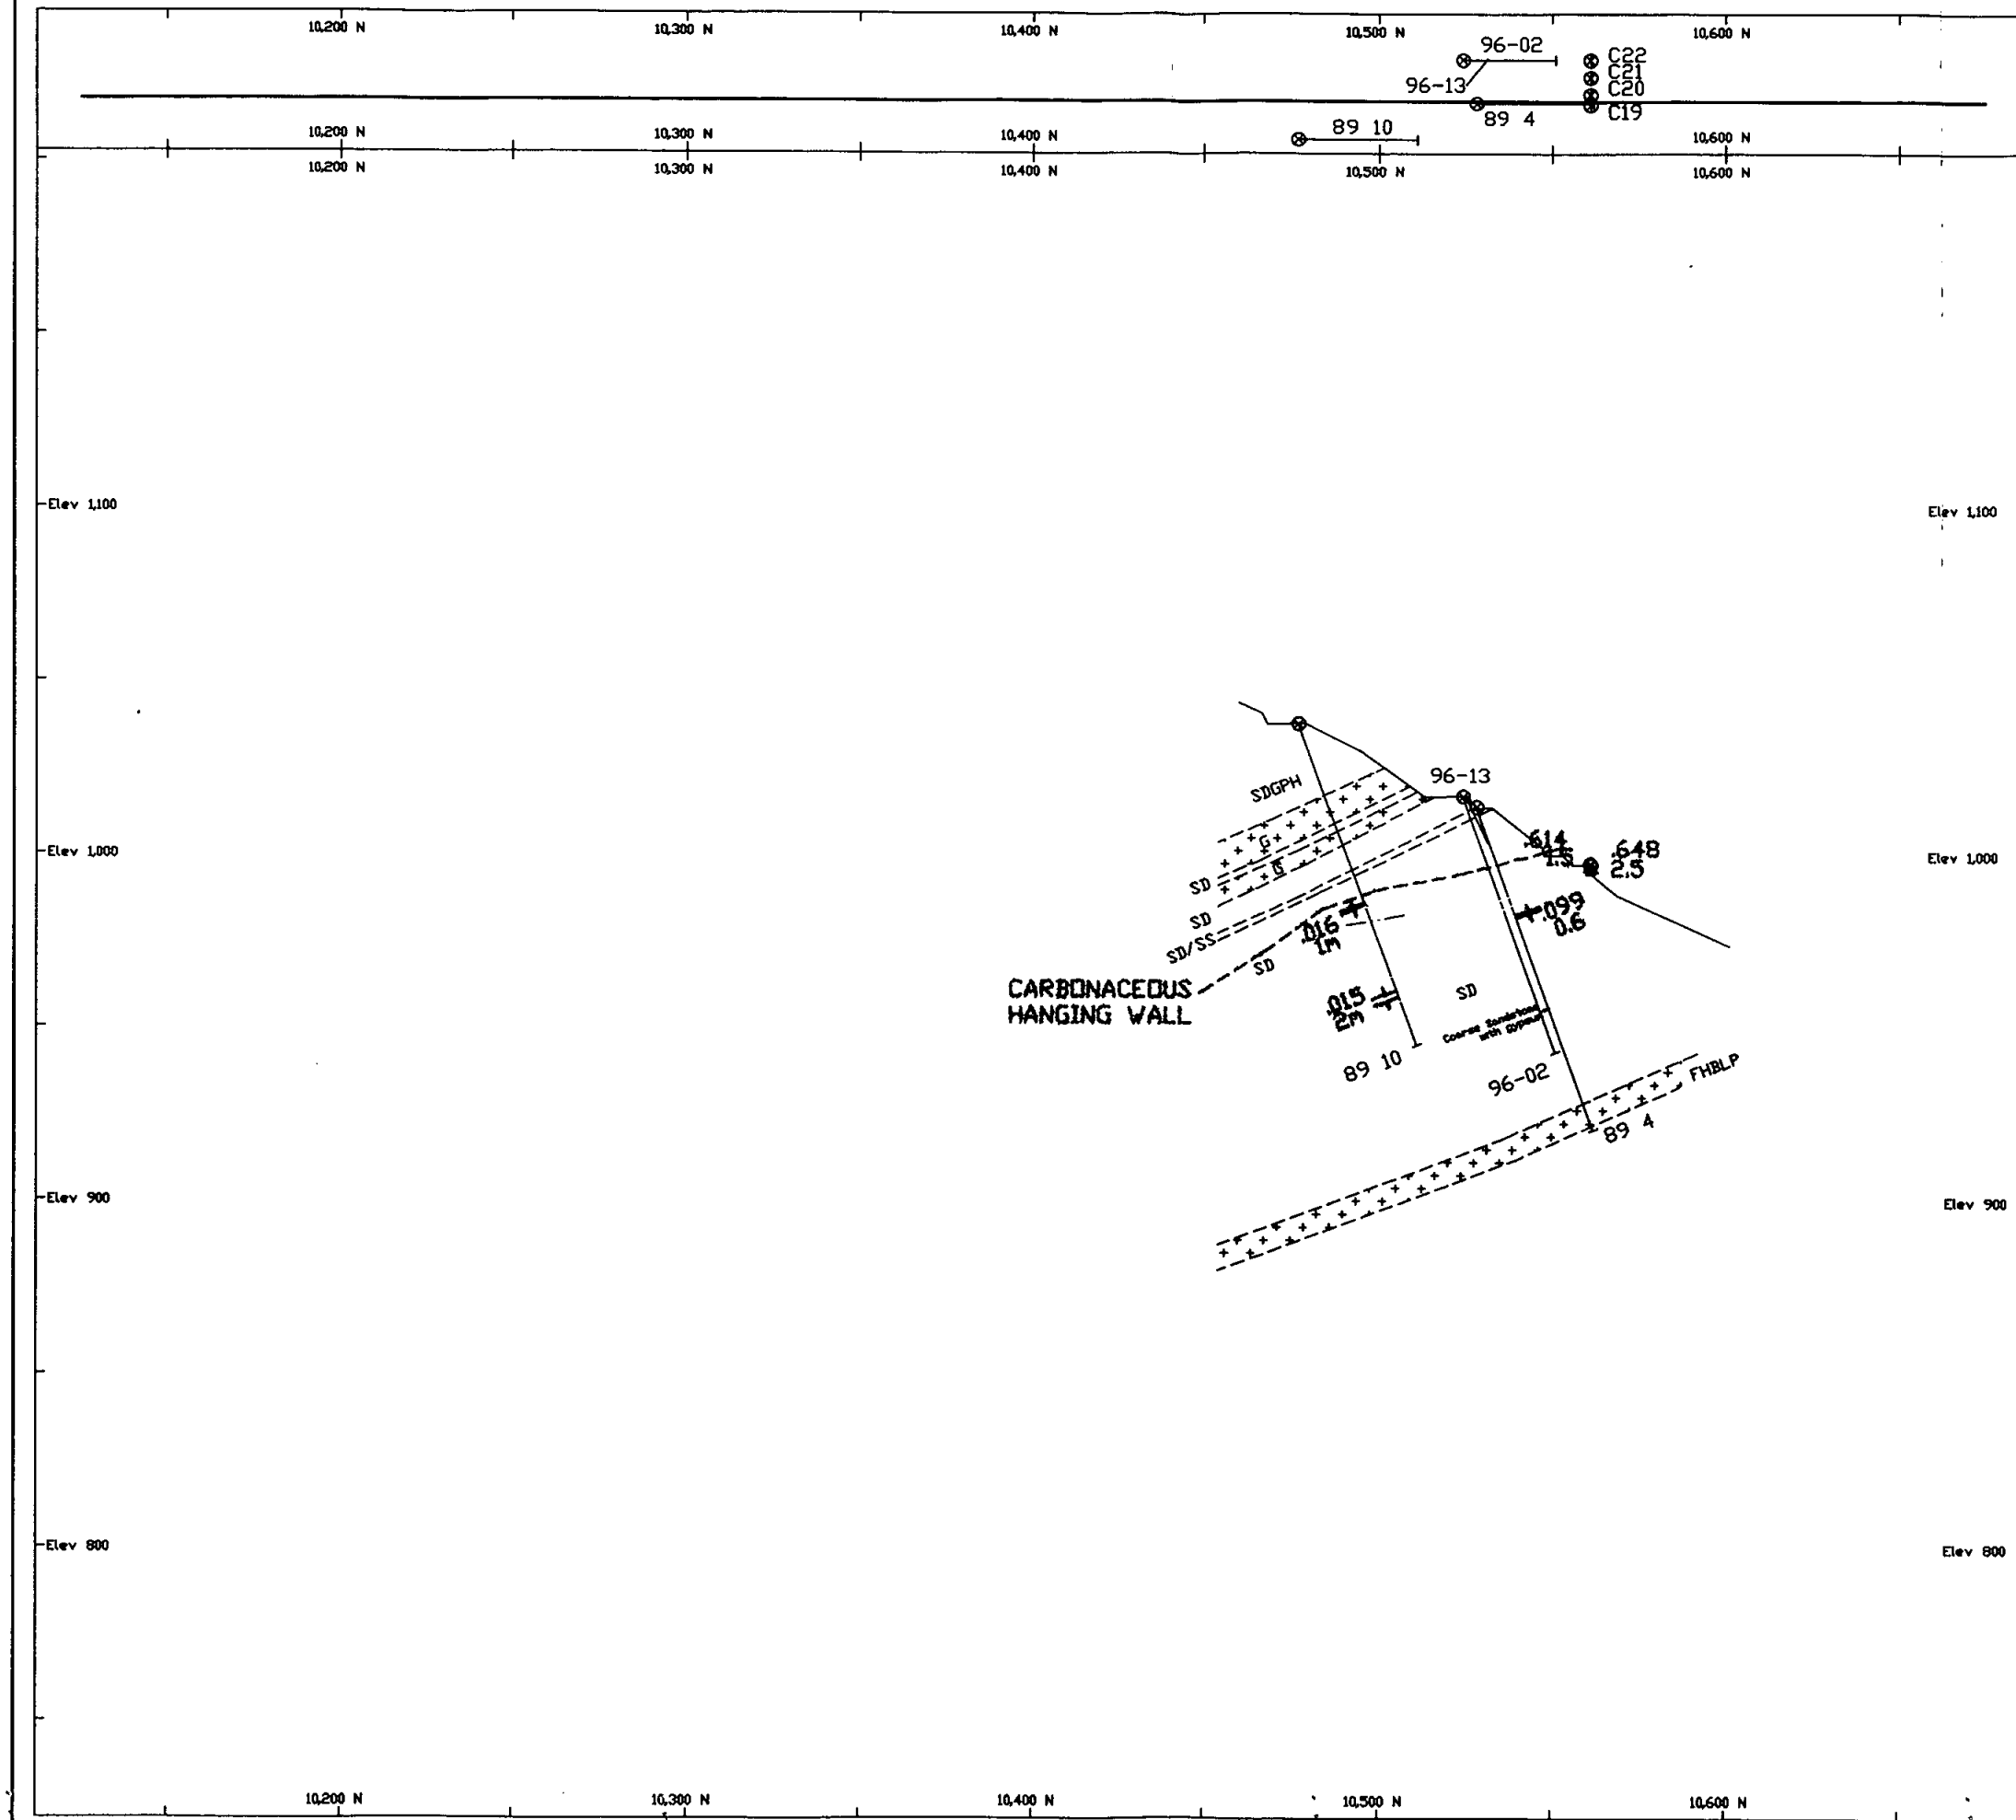 10,200 N 10,300 N 10,400 N 10,500 N 10,600 N
96-02
C22
C21
96-13
C20
C19
89 4
89 10
10,200 N 10,300 N 10,400 N 10,600 N
10,200 N 10,300 N 10,400 N 10,500 N 10,600 N
Elev 1,100 Elev 1,100
96-13
SDGPH
G
.614
1.5
.648
2.5
Elev 1,000 Elev 1,000
G
SD
SD
SD/SS
.099
0.6
.016
1M
SD
CARBONACEOUS
HANGING WALL
.015
2M
SD
Coarse Sandstone
with Gypsum
89 10
96-02
FHBLP
89 4
Elev 900 Elev 900
Elev 800 Elev 800
10,200 N 10,300 N 10,400 N 10,500 N 10,600 N